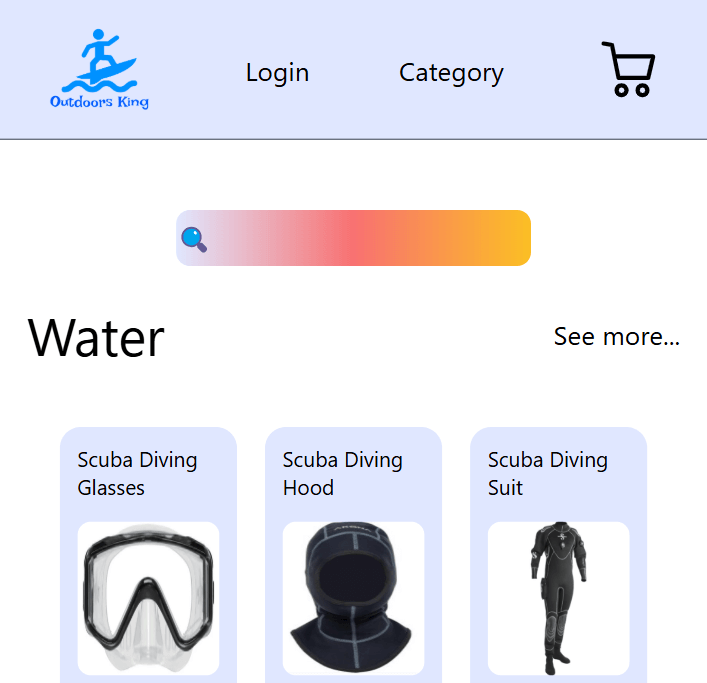 Outdoors King
Login
Category
Water
See more...
Scuba Diving
Glasses
Scuba Diving
Hood
Scuba Diving
Suit